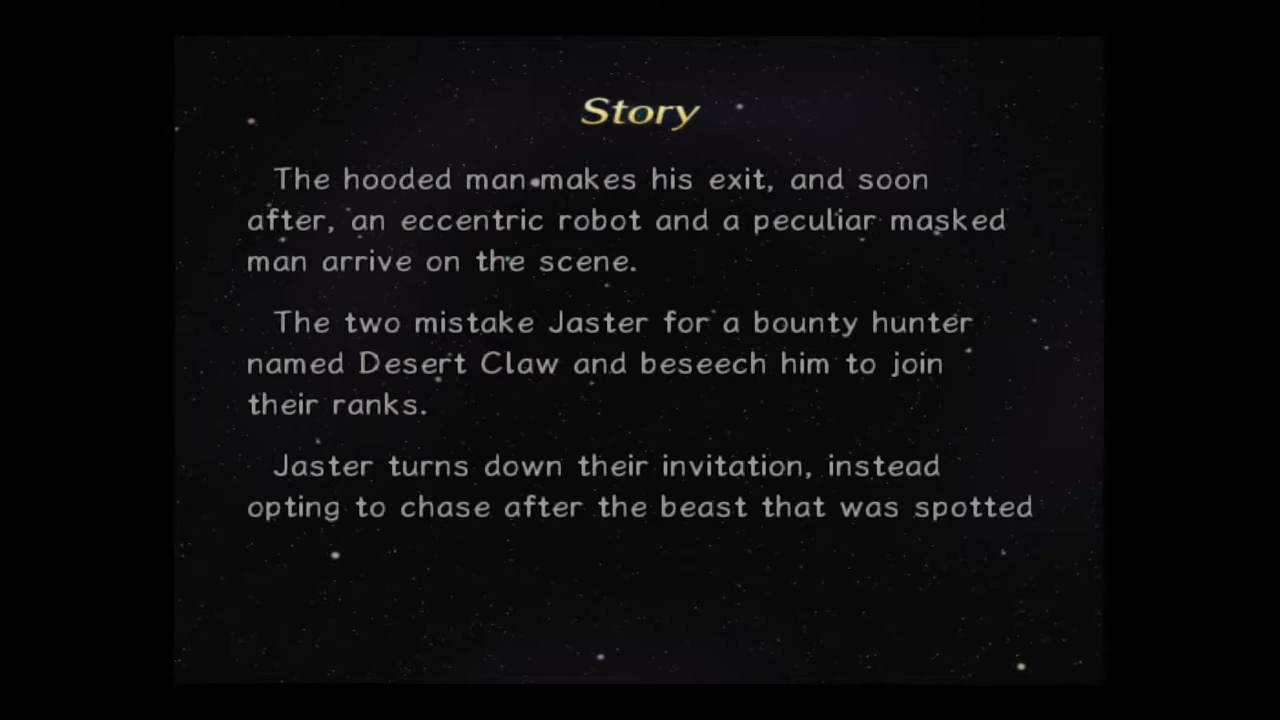 Story
The hooded man makes his exit, and soon
after, an eccentric robot and a peculiar masked
man arrive on the scene.
The two mistake Jaster for a bounty hunter
named Desert Claw and beseech him to join
their ranks.
Jaster turns down their invitation, instead
opting to chase after the beast that was spotted